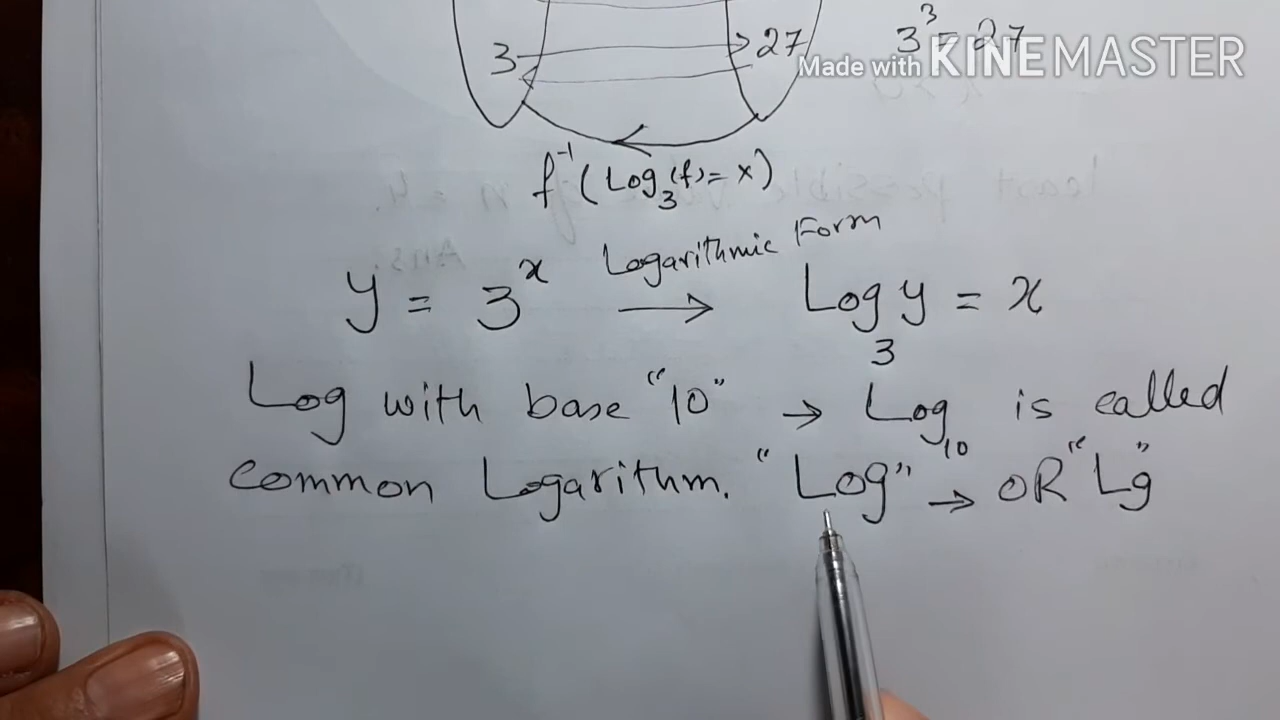 3 27 3³ = 27
Made with KINEMASTER
f⁻¹ (Log₃(f) = x)
Logarithmic Form
y = 3ˣ → Log₃ y = x
Log with base "10" → Log₁₀ is called
common Logarithm. "Log" → OR "Lg"